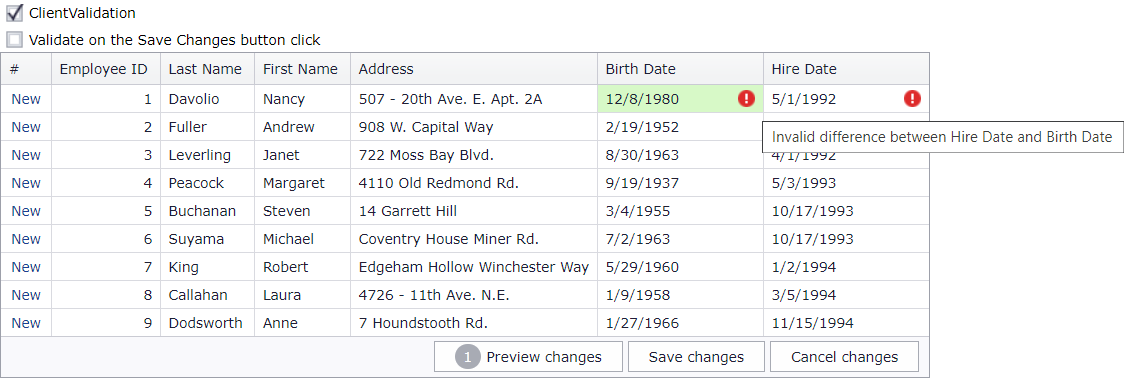 ClientValidation
Validate on the Save Changes button click
# Employee ID Last Name First Name Address Birth Date Hire Date
New 1 Davolio Nancy 507 - 20th Ave. E. Apt. 2A 12/8/1980 5/1/1992
New 2 Fuller Andrew 908 W. Capital Way 2/19/1952
Invalid difference between Hire Date and Birth Date
New 3 Leverling Janet 722 Moss Bay Blvd. 8/30/1963 4/1/1992
New 4 Peacock Margaret 4110 Old Redmond Rd. 9/19/1937 5/3/1993
New 5 Buchanan Steven 14 Garrett Hill 3/4/1955 10/17/1993
New 6 Suyama Michael Coventry House Miner Rd. 7/2/1963 10/17/1993
New 7 King Robert Edgeham Hollow Winchester Way 5/29/1960 1/2/1994
New 8 Callahan Laura 4726 - 11th Ave. N.E. 1/9/1958 3/5/1994
New 9 Dodsworth Anne 7 Houndstooth Rd. 1/27/1966 11/15/1994
1 Preview changes Save changes Cancel changes